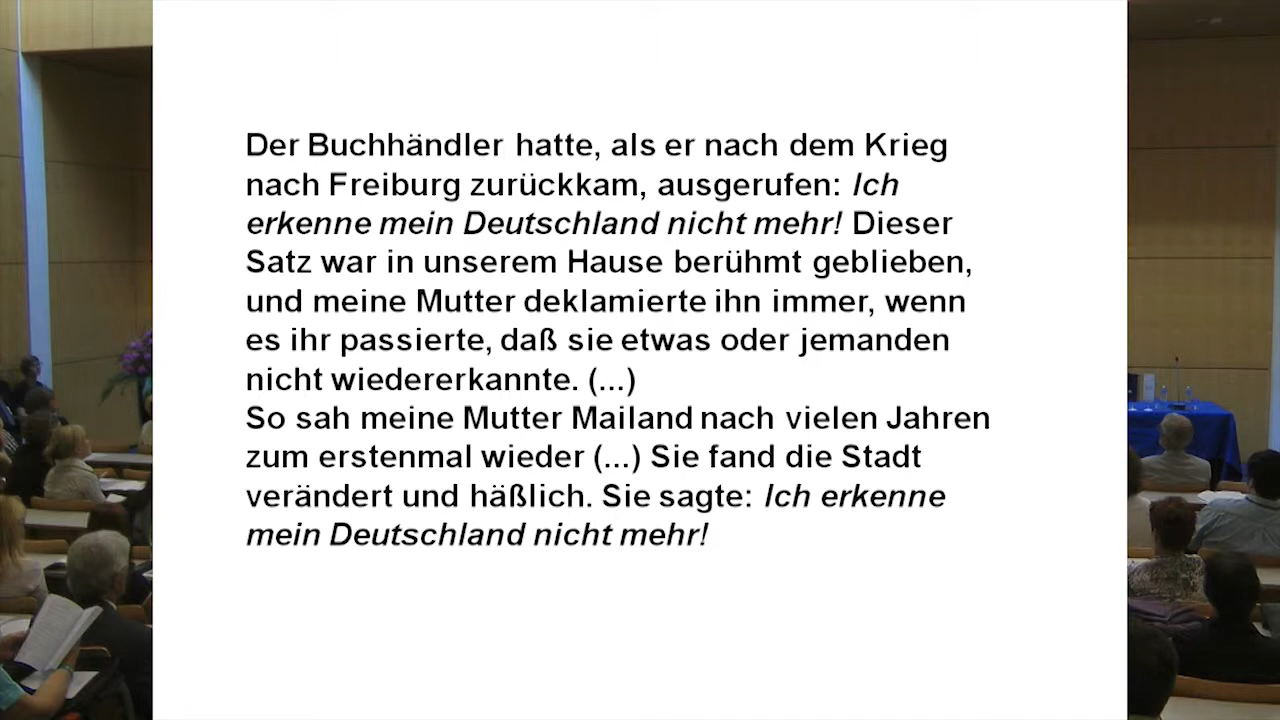 Der Buchhändler hatte, als er nach dem Krieg
nach Freiburg zurückkam, ausgerufen: Ich
erkenne mein Deutschland nicht mehr! Dieser
Satz war in unserem Hause berühmt geblieben,
und meine Mutter deklamierte ihn immer, wenn
es ihr passierte, daß sie etwas oder jemanden
nicht wiedererkannte. (...)
So sah meine Mutter Mailand nach vielen Jahren
zum erstenmal wieder (...) Sie fand die Stadt
verändert und häßlich. Sie sagte: Ich erkenne
mein Deutschland nicht mehr!